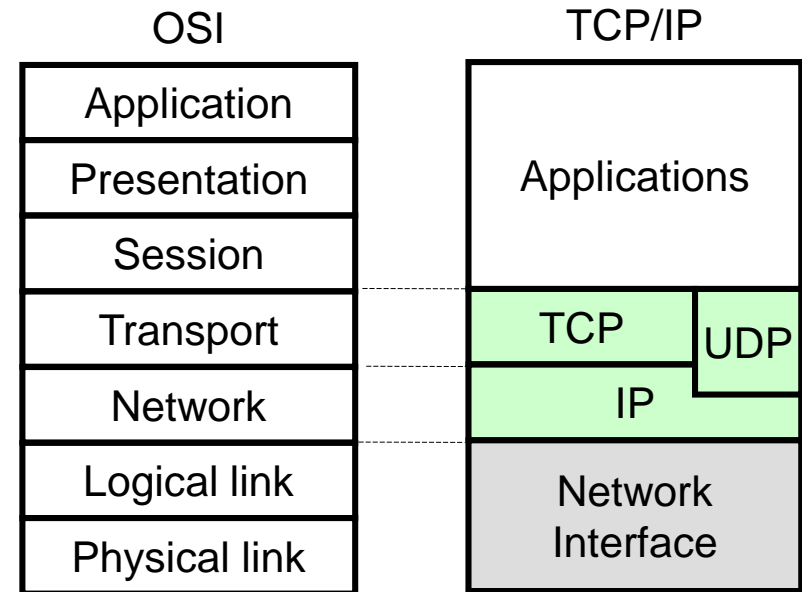 OSI
Application
Presentation
Session
Transport
Network
Logical link
Physical link
TCP/IP
Applications
TCP
UDP
IP
Network
Interface